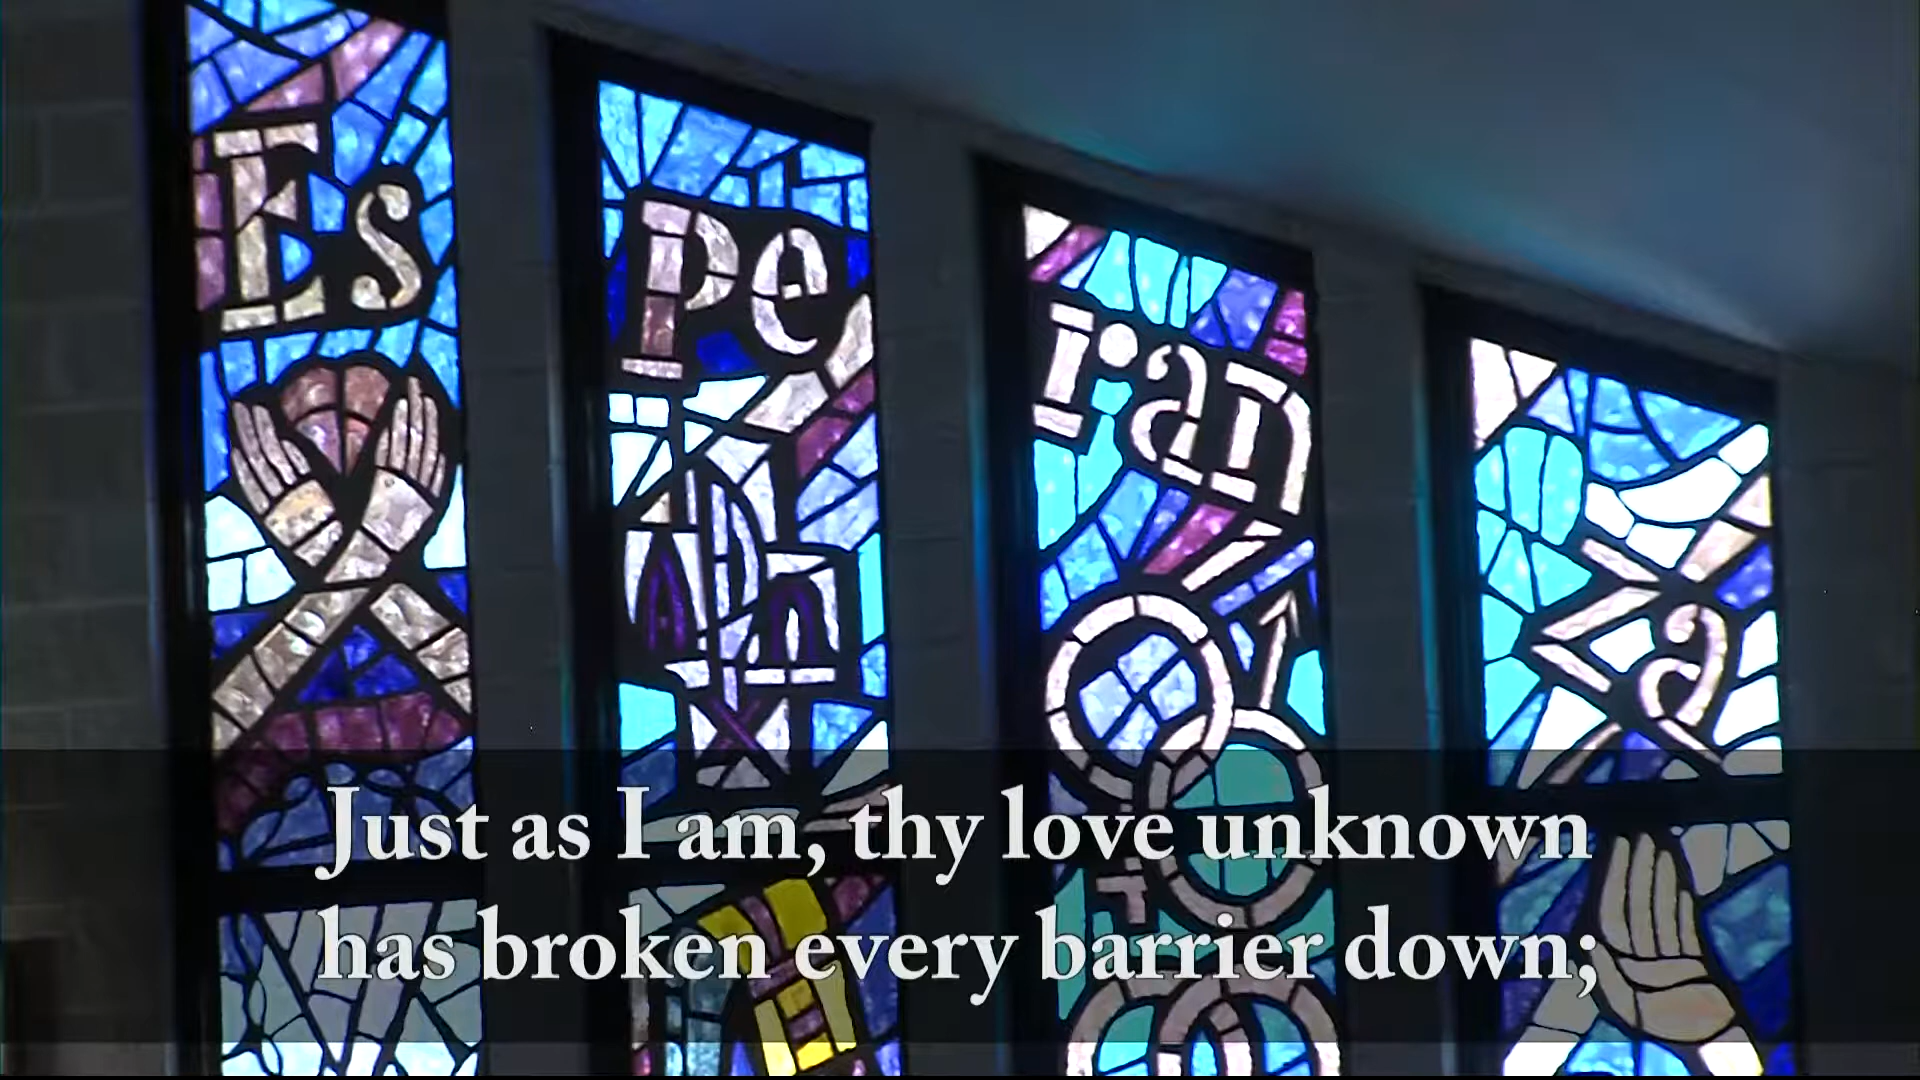 Es pe ran za
Just as I am, thy love unknown
has broken every barrier down;